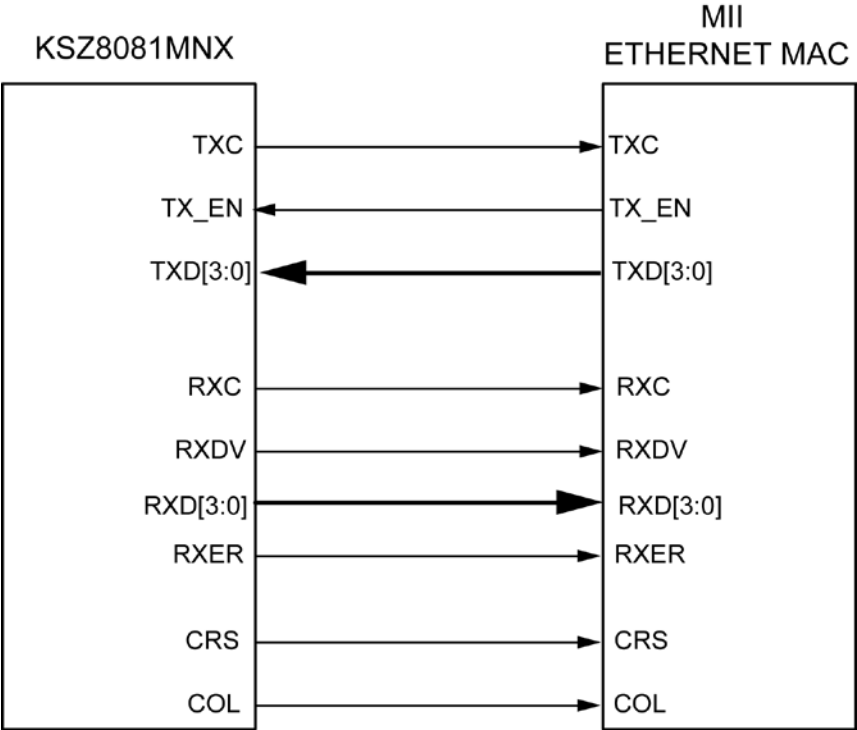 KSZ8081MNX
MII
ETHERNET MAC
TXC TXC
TX_EN TX_EN
TXD[3:0] TXD[3:0]
RXC RXC
RXDV RXDV
RXD[3:0] RXD[3:0]
RXER RXER
CRS CRS
COL COL